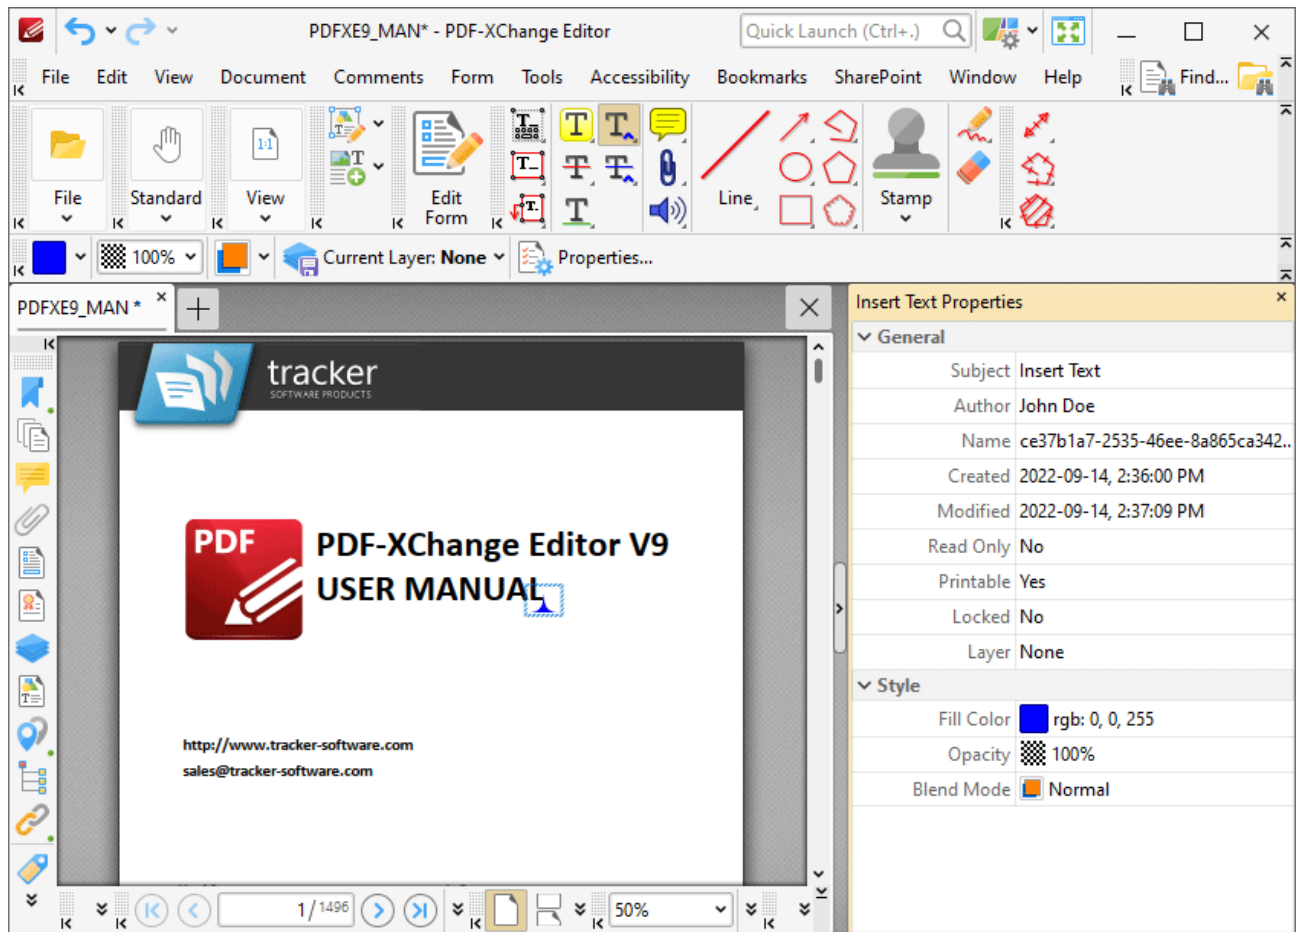 PDFXE9_MAN* - PDF-XChange Editor
Quick Launch (Ctrl+.)
File Edit View Document Comments Form Tools Accessibility Bookmarks SharePoint Window Help
Find...
1:1
File
Standard
View
Edit
Form
Line
Stamp
100%
Current Layer: None
Properties...
PDFXE9_MAN *
tracker
SOFTWARE PRODUCTS
PDF
PDF-XChange Editor V9
USER MANUAL
http://www.tracker-software.com
sales@tracker-software.com
1/1496
50%
Insert Text Properties
General
Subject Insert Text
Author John Doe
Name ce37b1a7-2535-46ee-8a865ca342..
Created 2022-09-14, 2:36:00 PM
Modified 2022-09-14, 2:37:09 PM
Read Only No
Printable Yes
Locked No
Layer None
Style
Fill Color rgb: 0, 0, 255
Opacity 100%
Blend Mode Normal